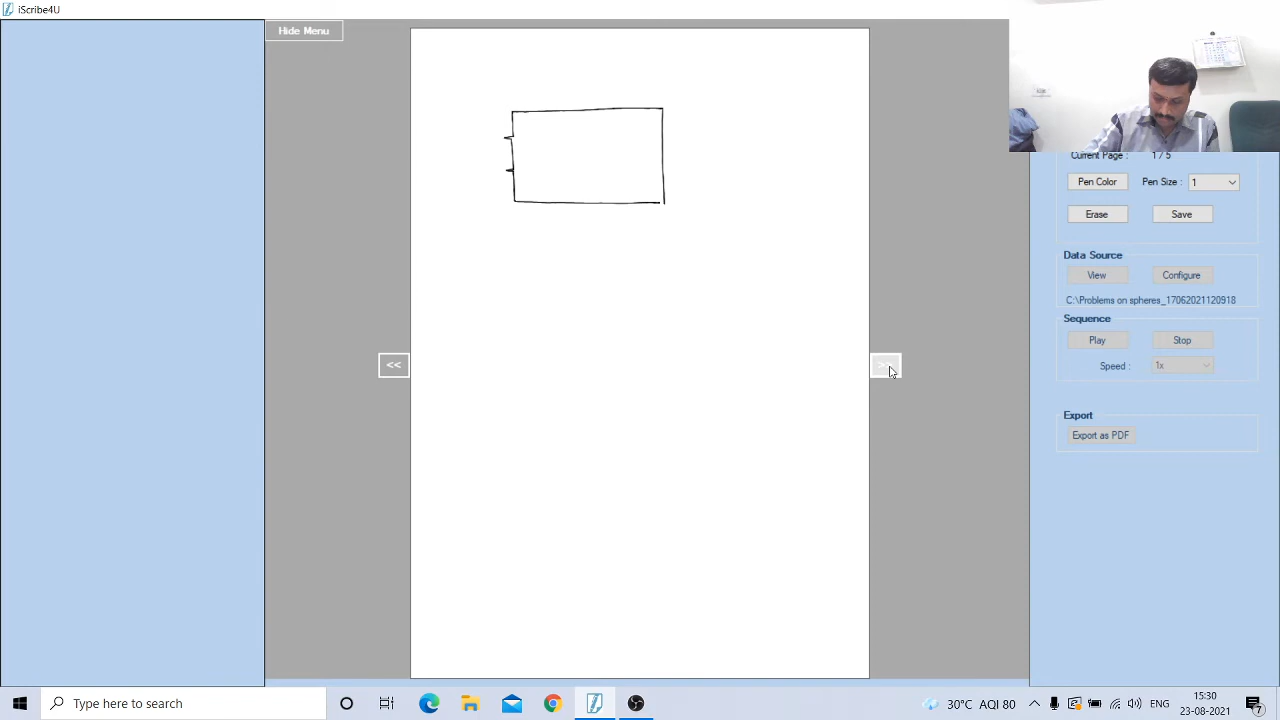 iScribe4U
Hide Menu
Current Page : 1 / 5
Pen Color Pen Size : 1
Erase Save
Data Source
View Configure
C:\Problems on spheres_17062021120918
Sequence
Play Stop
Speed : 1x
<< >>
Export
Export as PDF
Type here to search
30°C AQI 80
ENG
15:30
23-08-2021
7